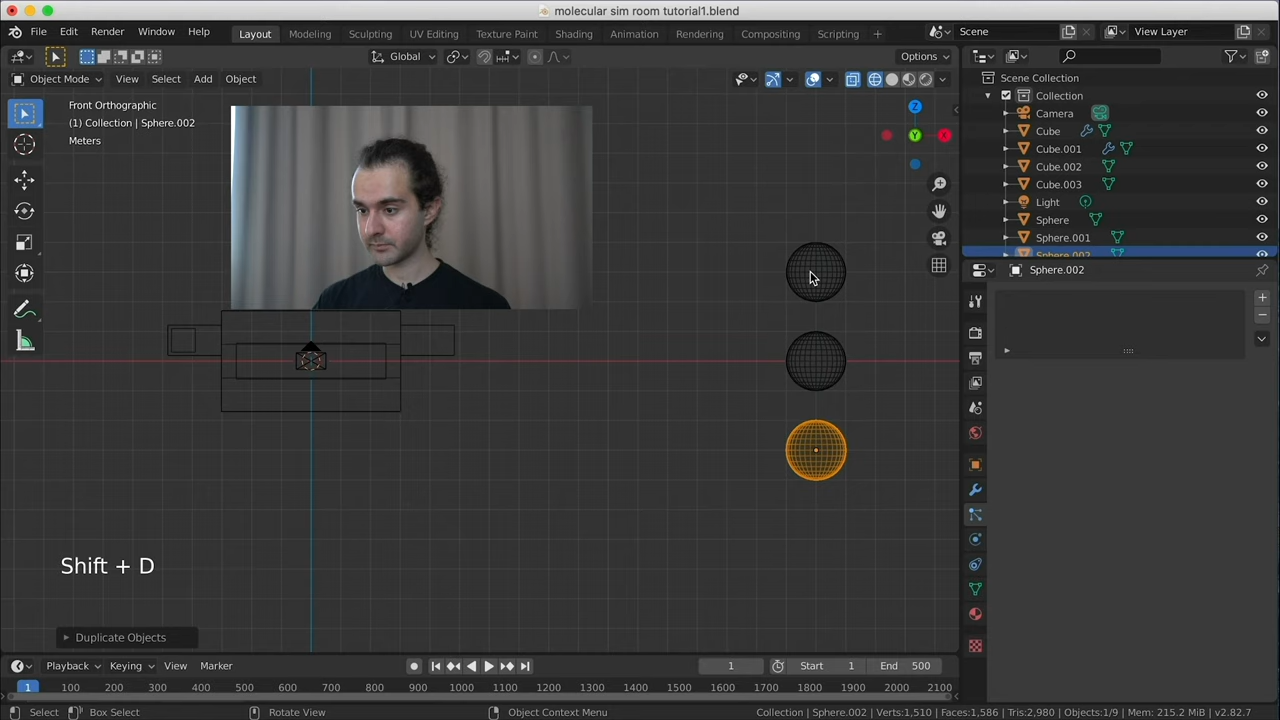 molecular sim room tutorial1.blend
File Edit Render Window Help Layout Modeling Sculpting UV Editing Texture Paint Shading Animation Rendering Compositing Scripting Scene View Layer
Global Options
Object Mode View Select Add Object
Front Orthographic
(1) Collection | Sphere.002
Meters
Z
Y
X
Scene Collection
Collection
Camera
Cube
Cube.001
Cube.002
Cube.003
Light
Sphere
Sphere.001
Sphere.002
Sphere.002
Shift + D
Duplicate Objects
Playback Keying View Marker 1 Start 1 End 500
1 100 200 300 400 500 600 700 800 900 1000 1100 1200 1300 1400 1500 1600 1700 1800 1900 2000 2100
Select Box Select Rotate View Object Context Menu Collection | Sphere.002 | Verts:1,510 | Faces:1,586 | Tris:2,980 | Objects:1/9 | Mem: 215.2 MiB | v2.82.7